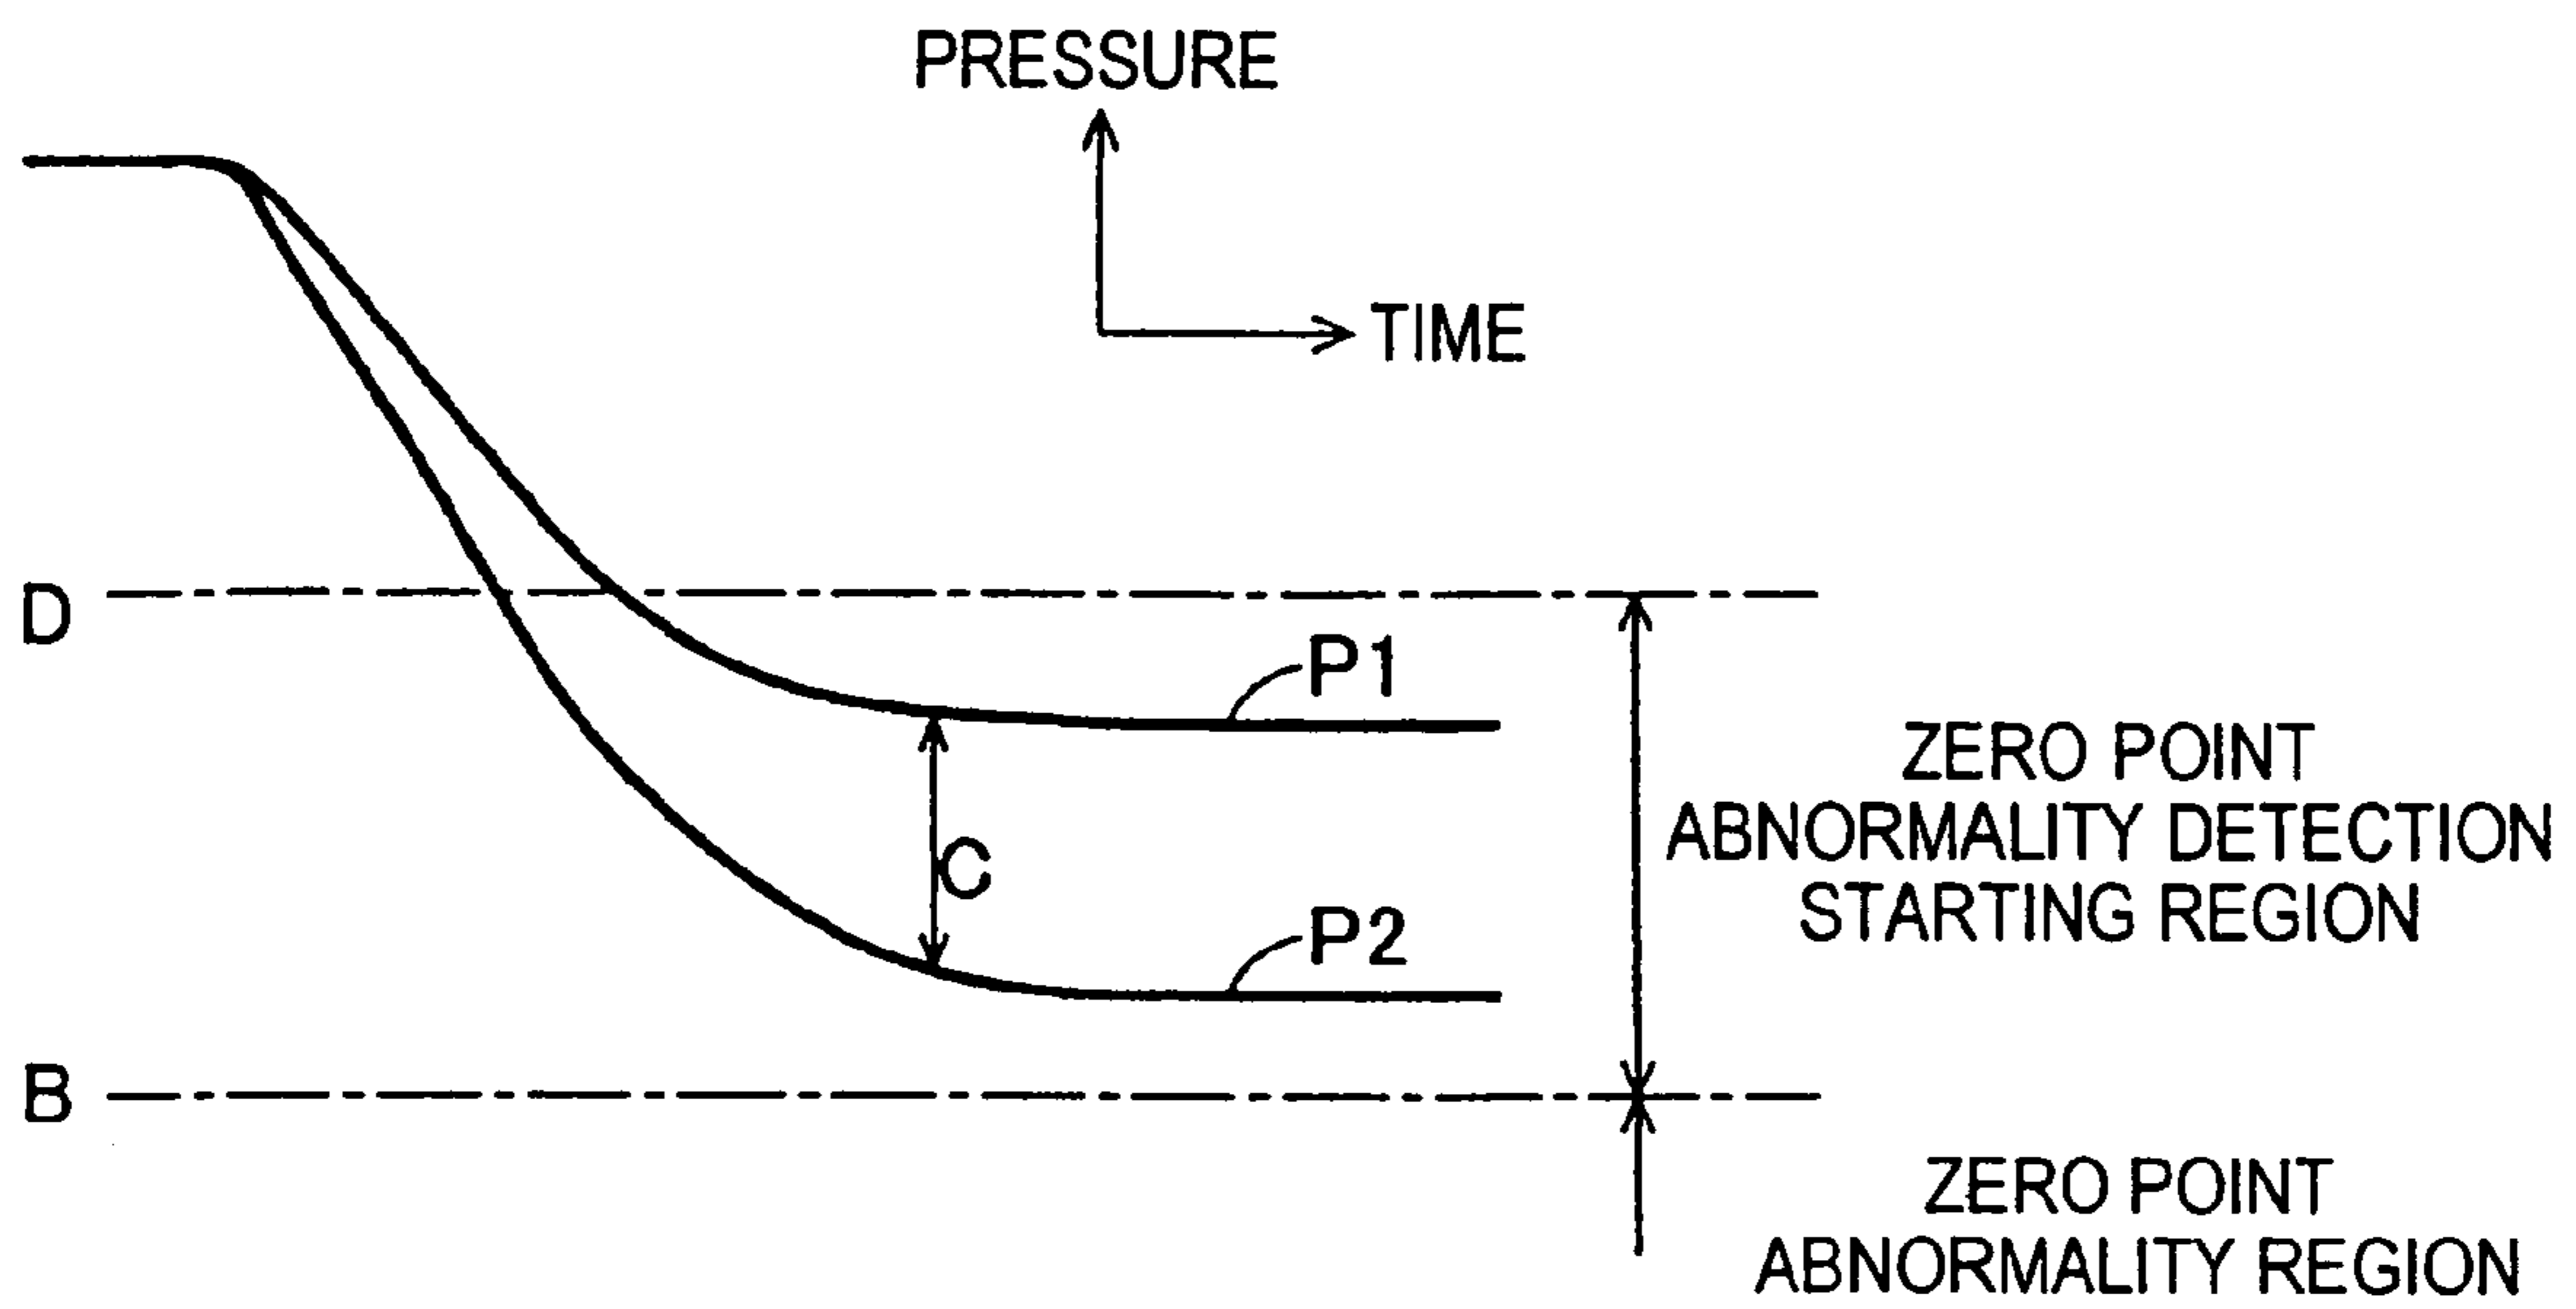 PRESSURE
TIME
D
P1
ZERO POINT
ABNORMALITY DETECTION
STARTING REGION
C
P2
B
ZERO POINT
ABNORMALITY REGION